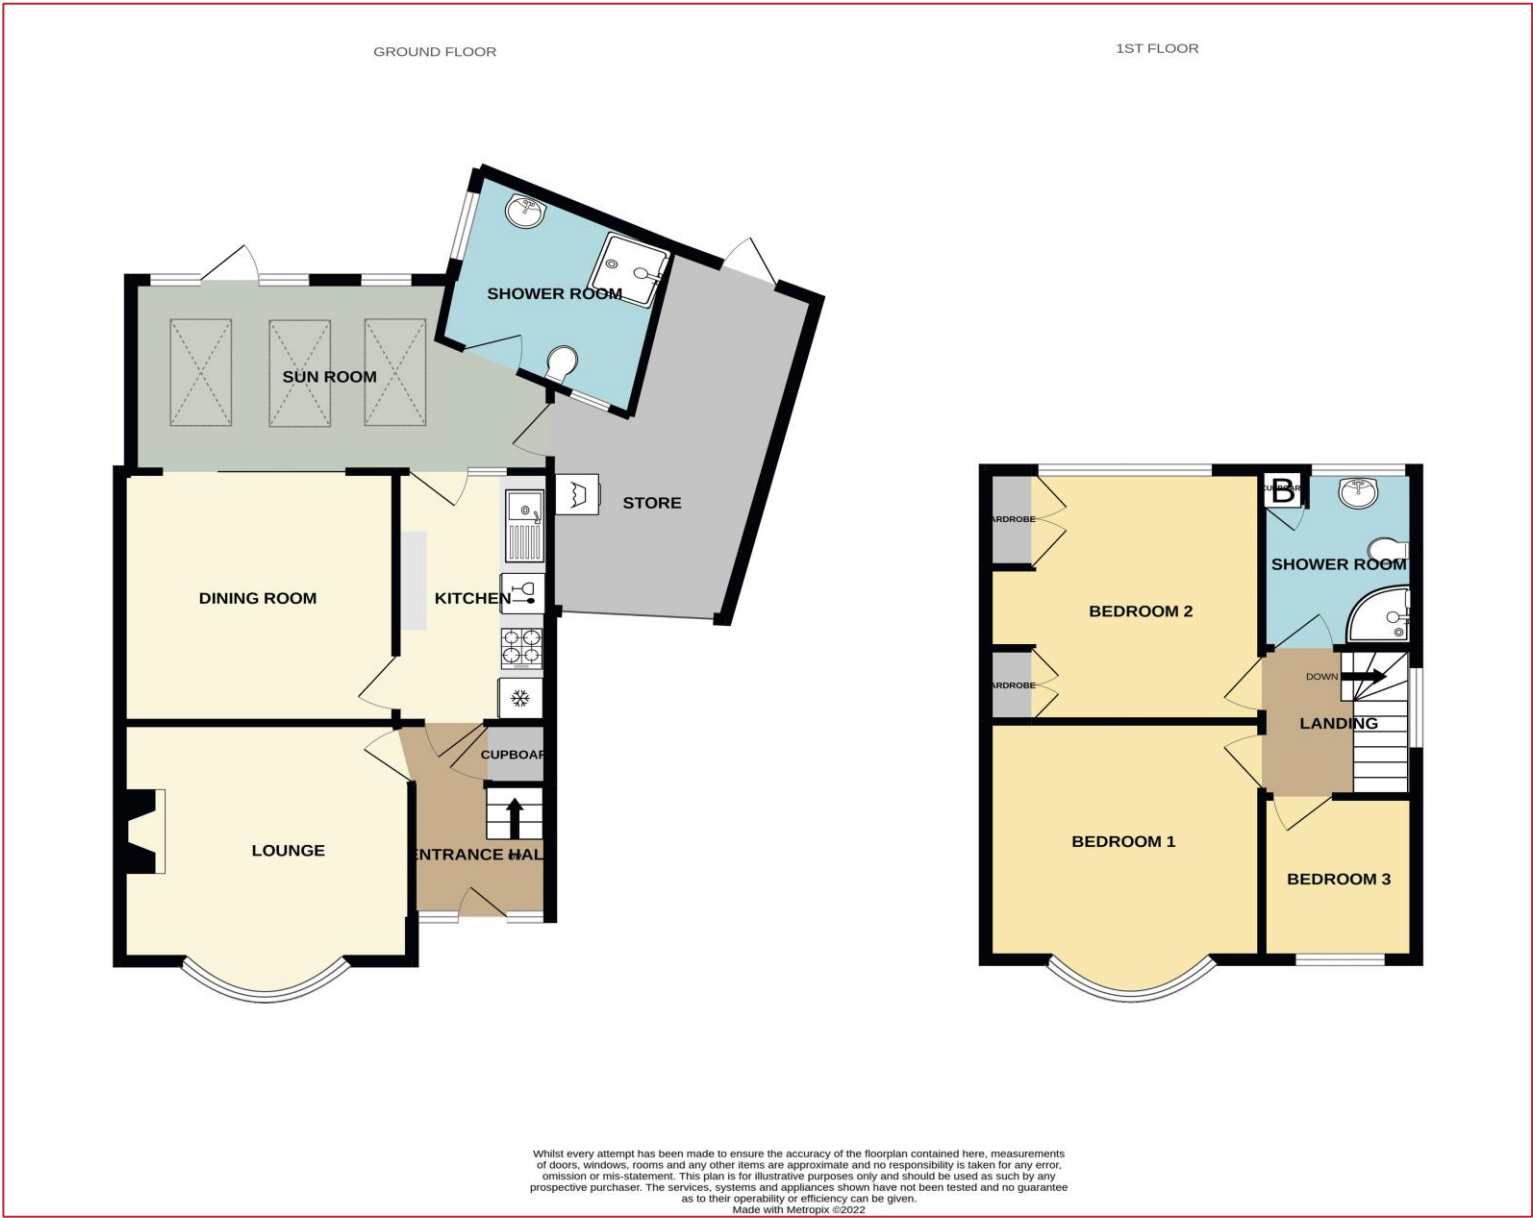 GROUND FLOOR
1ST FLOOR
SHOWER ROOM
SUN ROOM
STORE
DINING ROOM
KITCHEN
CUPBOAR
LOUNGE
ENTRANCE HAL
ARDROBE
B
SHOWER ROOM
BEDROOM 2
ARDROBE
DOWN
LANDING
BEDROOM 1
BEDROOM 3
Whilst every attempt has been made to ensure the accuracy of the floorplan contained here, measurements
of doors, windows, rooms and any other items are approximate and no responsibility is taken for any error,
omission or mis-statement. This plan is for illustrative purposes only and should be used as such by any
prospective purchaser. The services, systems and appliances shown have not been tested and no guarantee
as to their operability or efficiency can be given.
Made with Metropix ©2022